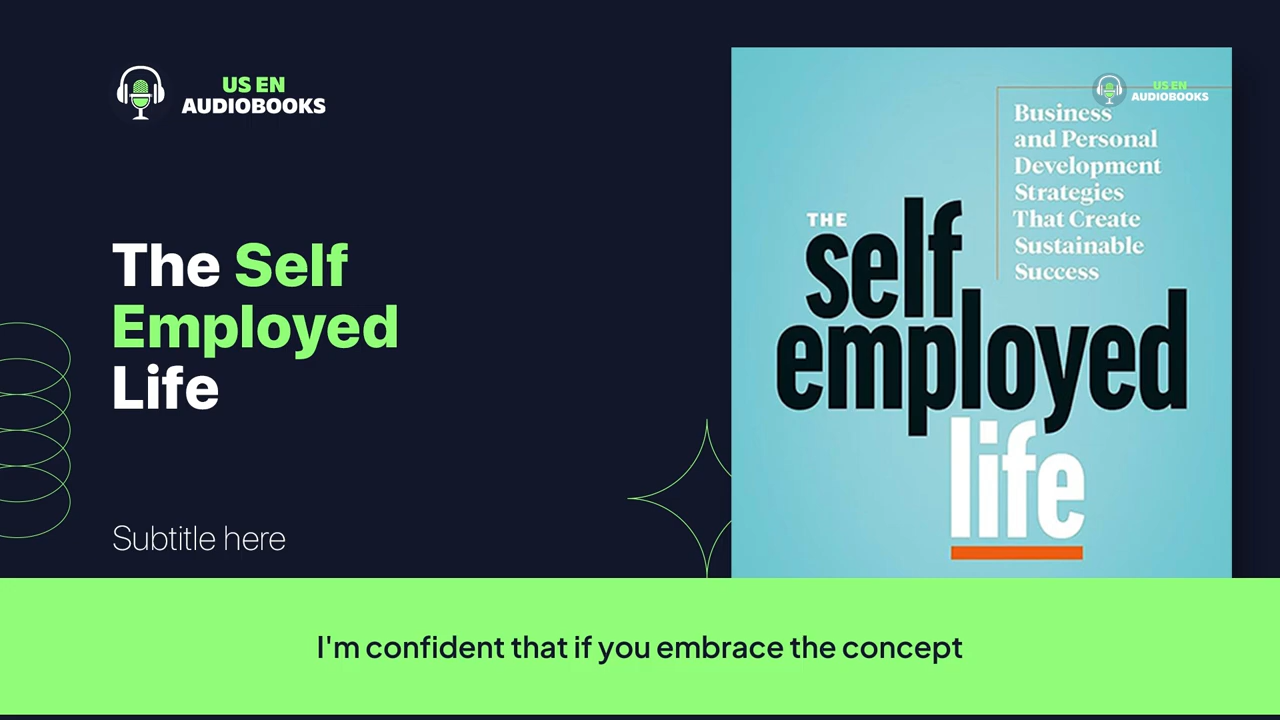 US EN
AUDIOBOOKS
The Self
Employed
Life
Subtitle here
US EN
AUDIOBOOKS
Business
and Personal
Development
Strategies
That Create
Sustainable
Success
THE
self
employed
life
I'm confident that if you embrace the concept